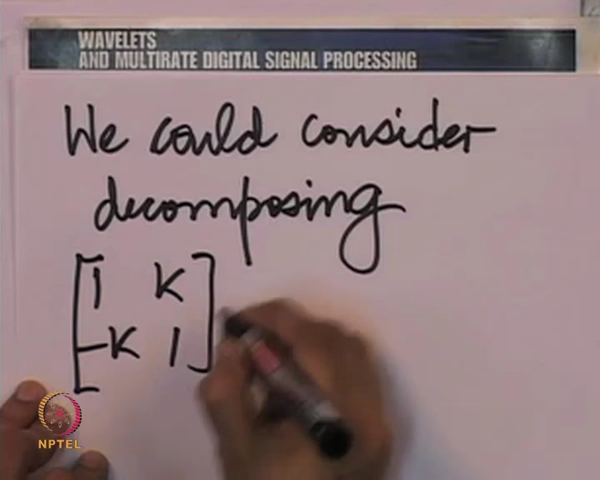 WAVELETS
AND MULTIRATE DIGITAL SIGNAL PROCESSING
We could consider
decomposing
[1 K]
[-K 1]
NPTEL